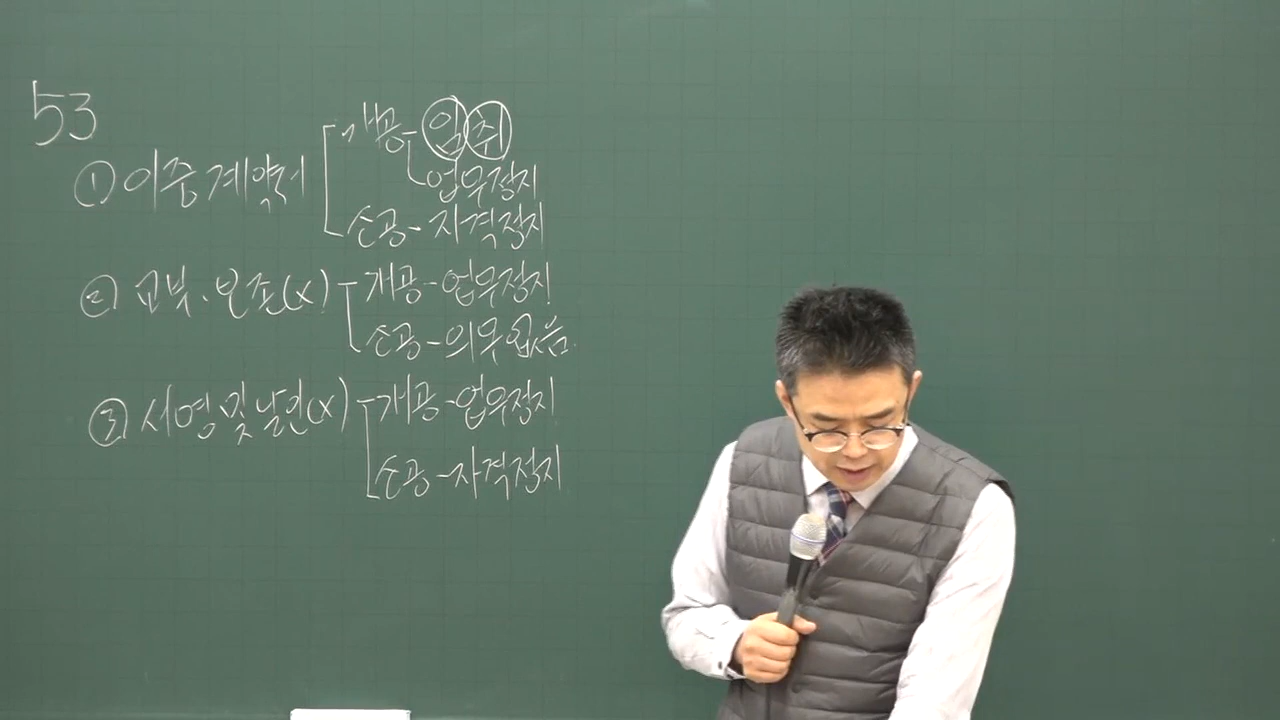 53
① 이중계약서 개공 - 임 취
업무정지
소공 - 자격정지
② 교부·보존(x) 개공 - 업무정지
소공 - 의무 없음.
③ 서명 및 날인(x) 개공 - 업무정지
소공 - 자격정지